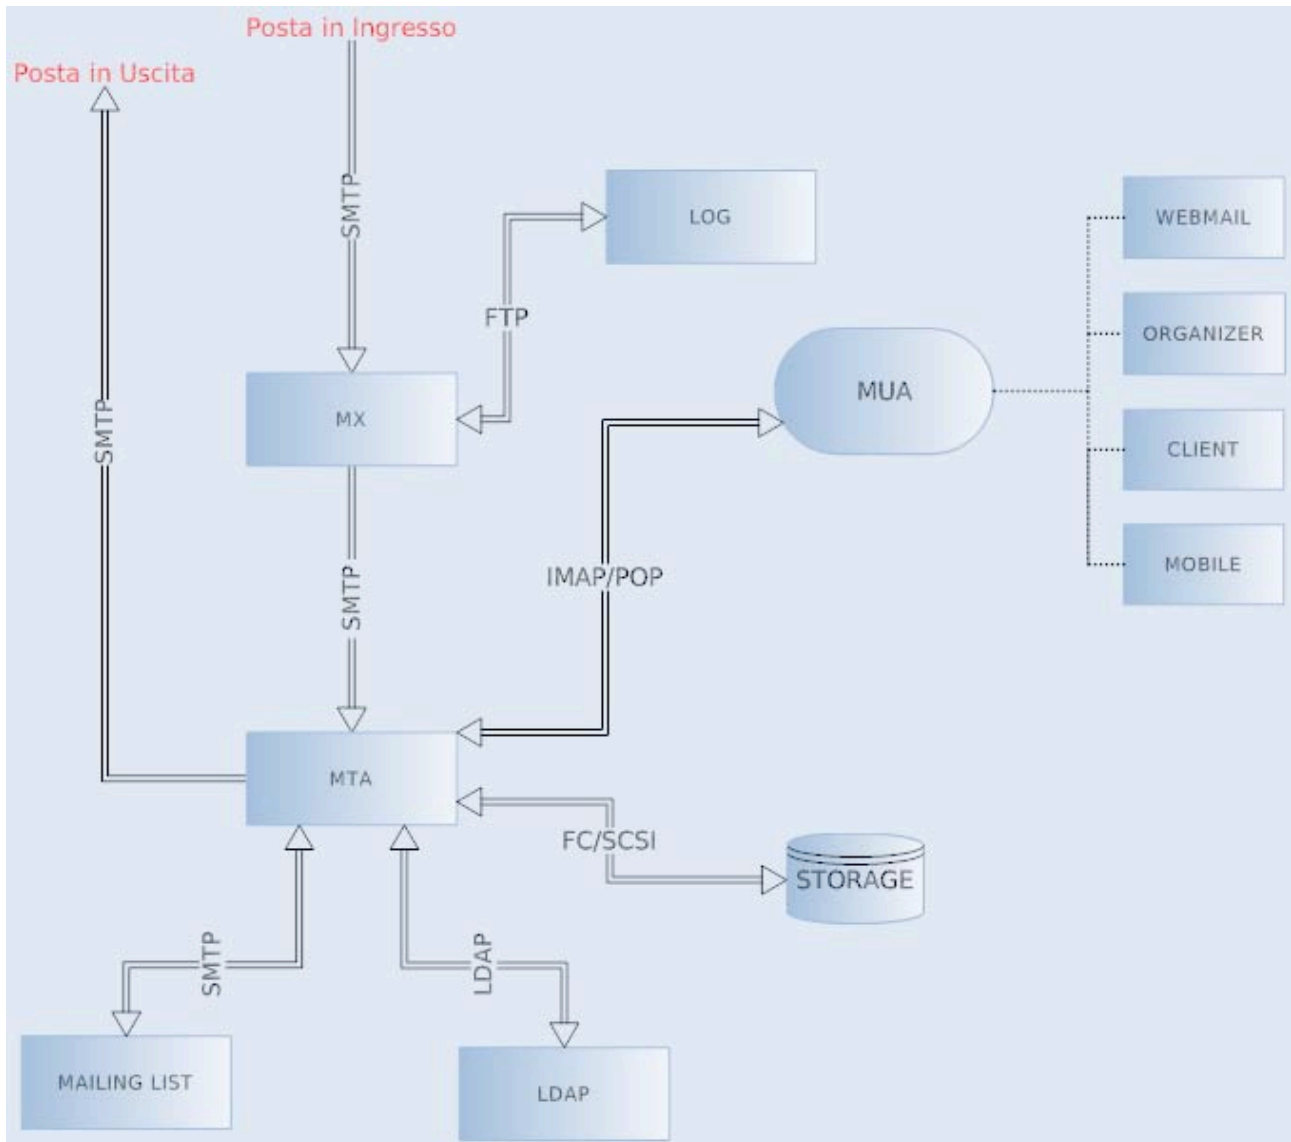 Posta in Ingresso
Posta in Uscita
SMTP
LOG
WEBMAIL
FTP
ORGANIZER
MUA
MX
SMTP
CLIENT
IMAP/POP
SMTP
MOBILE
MTA
FC/SCSI
STORAGE
SMTP
LDAP
MAILING LIST
LDAP